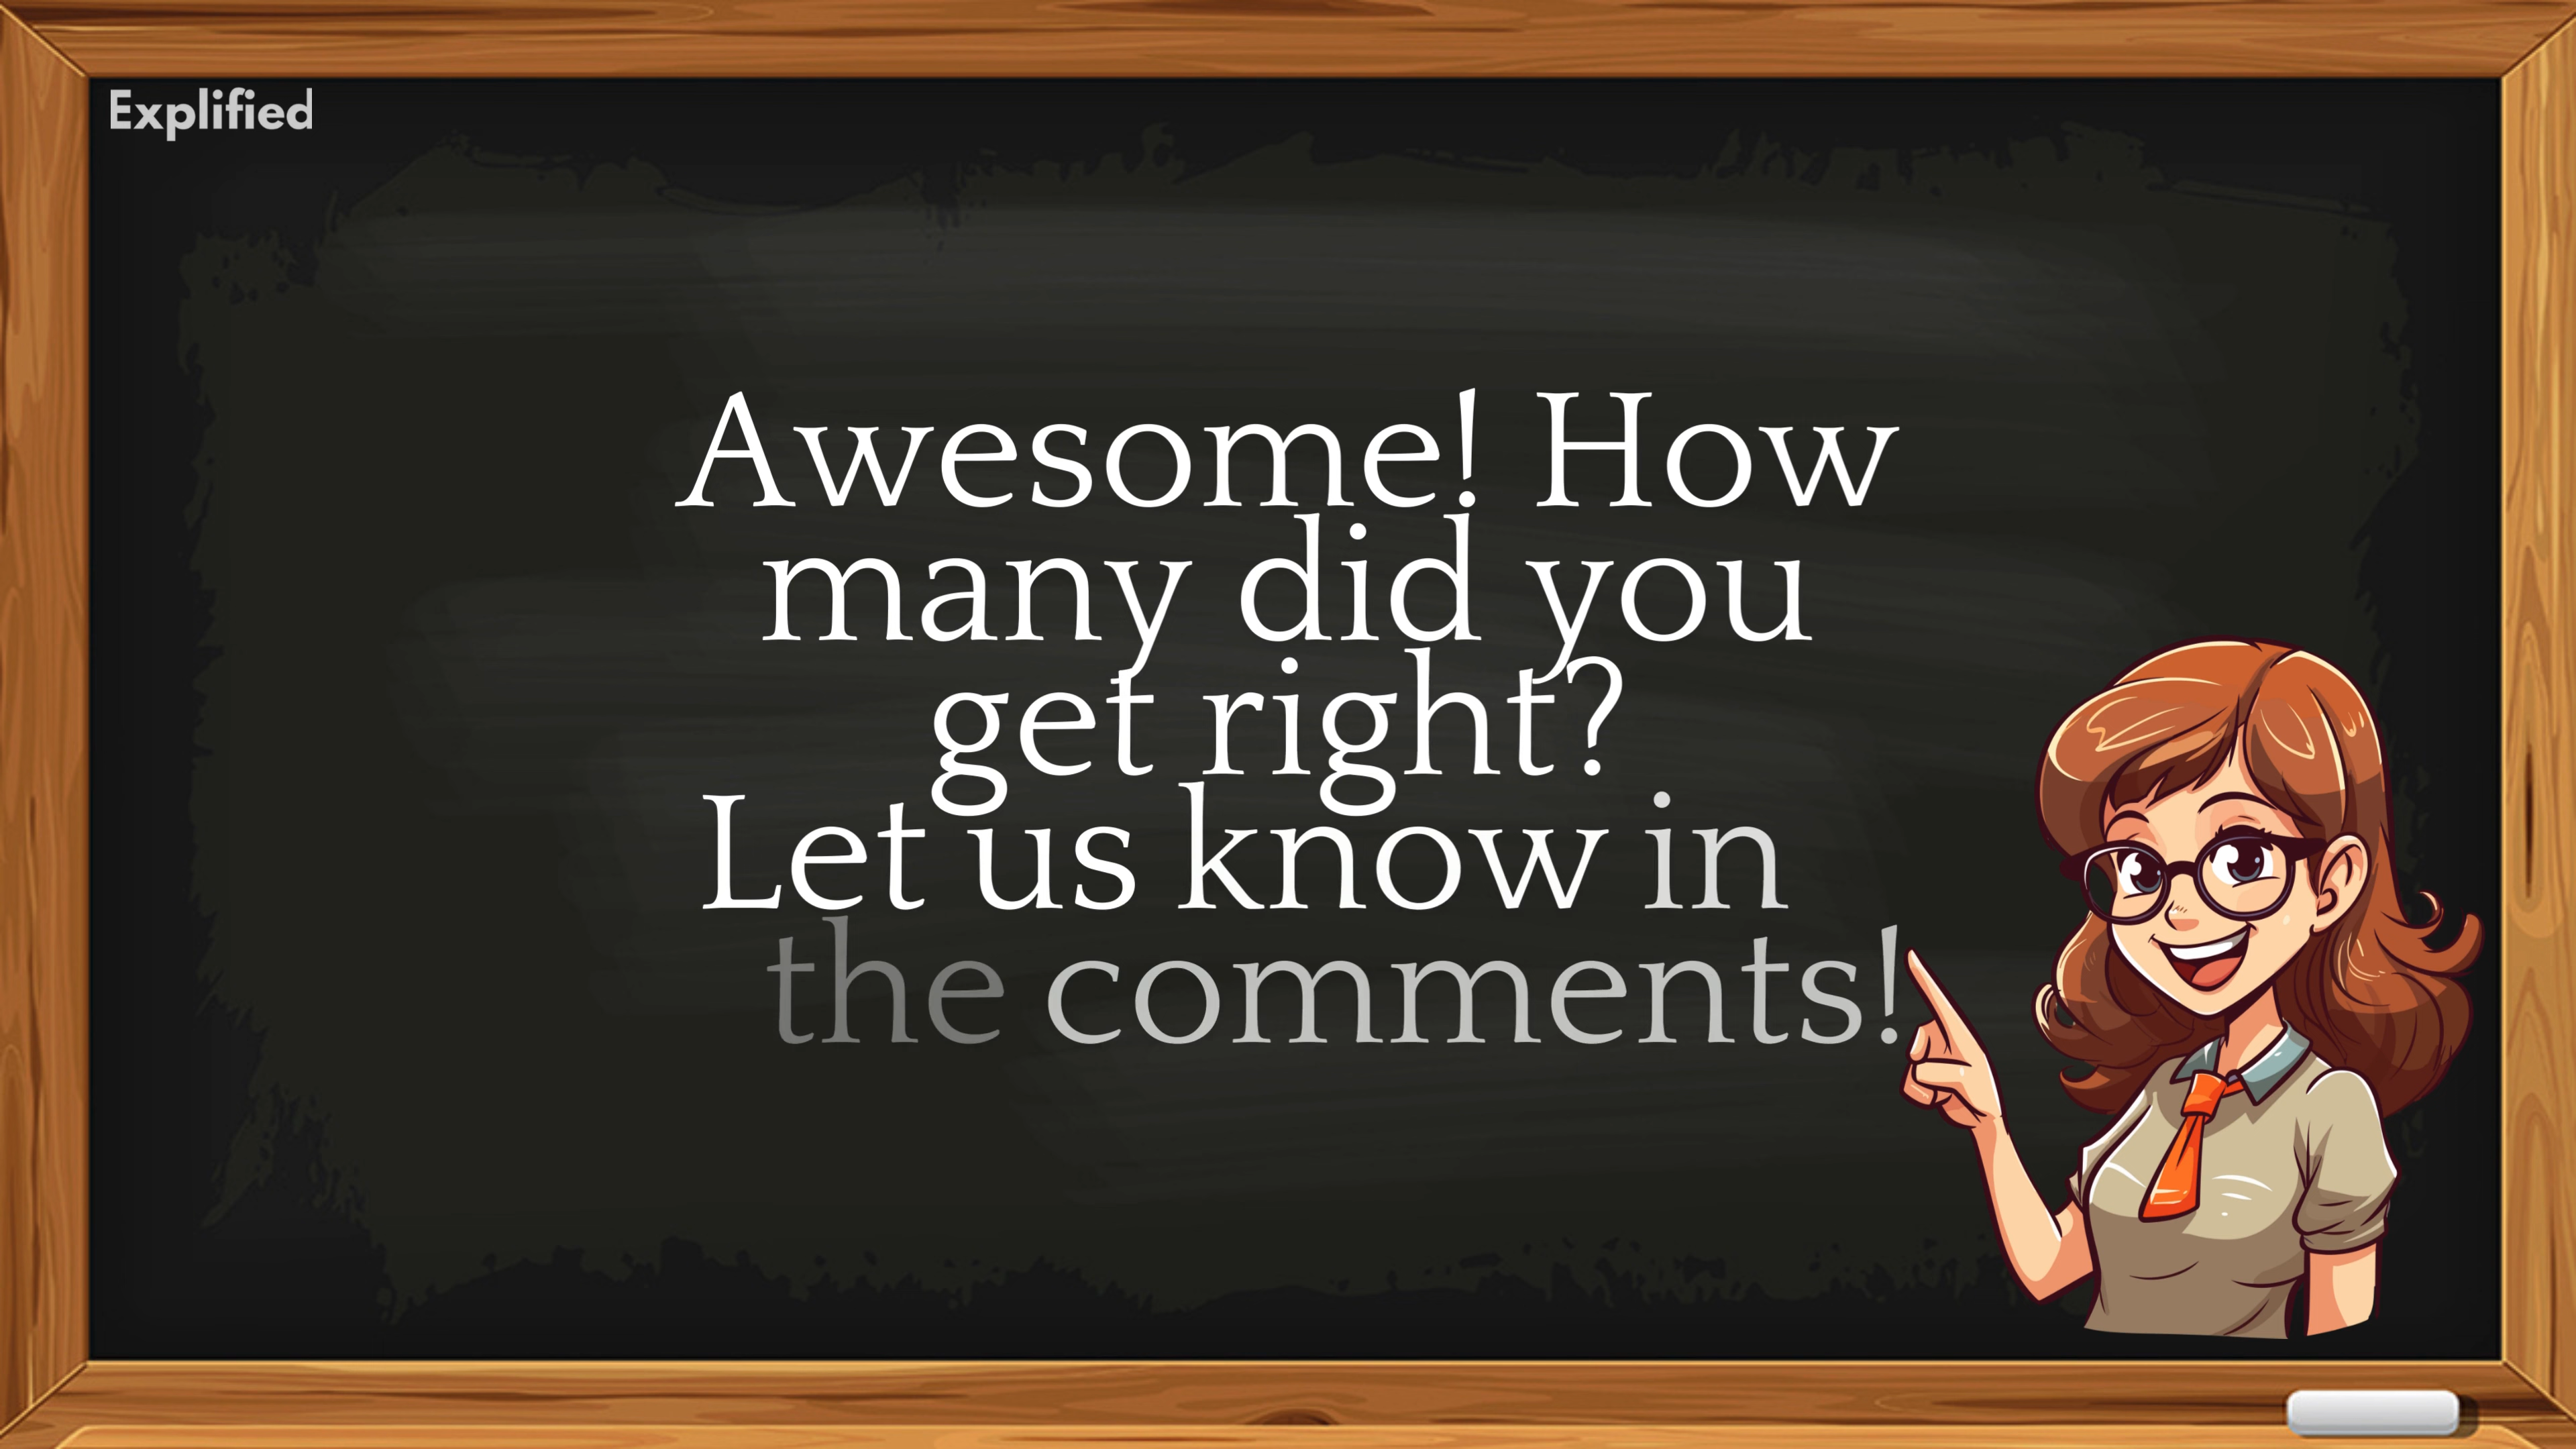 Explified
Awesome! How
many did you
get right?
Let us know in
the comments!